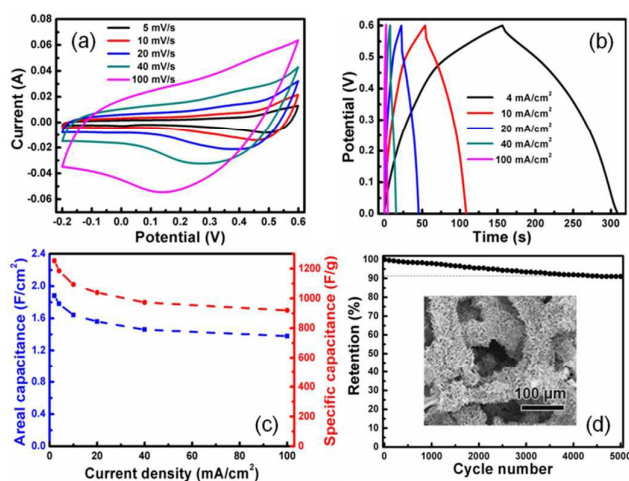 (a)
5 mV/s
10 mV/s
20 mV/s
40 mV/s
100 mV/s
0.08
0.06
0.04
0.02
0.00
-0.02
-0.04
-0.06
-0.2 -0.1 0.0 0.1 0.2 0.3 0.4 0.5 0.6
Current (A)
Potential (V)
(b)
4 mA/cm²
10 mA/cm²
20 mA/cm²
40 mA/cm²
100 mA/cm²
0.6
0.5
0.4
0.3
0.2
0.1
0.0
0 50 100 150 200 250 300
Potential (V)
Time (s)
2.4
2.0
1.6
1.2
0.8
0.4
0.0
Areal capacitance (F/cm²)
1200
1000
800
600
400
200
0
Specific capacitance (F/g)
(c)
0 20 40 60 80 100
Current density (mA/cm²)
100
90
80
70
60
50
40
30
20
10
0
Retention (%)
100 µm
(d)
0 1000 2000 3000 4000 5000
Cycle number